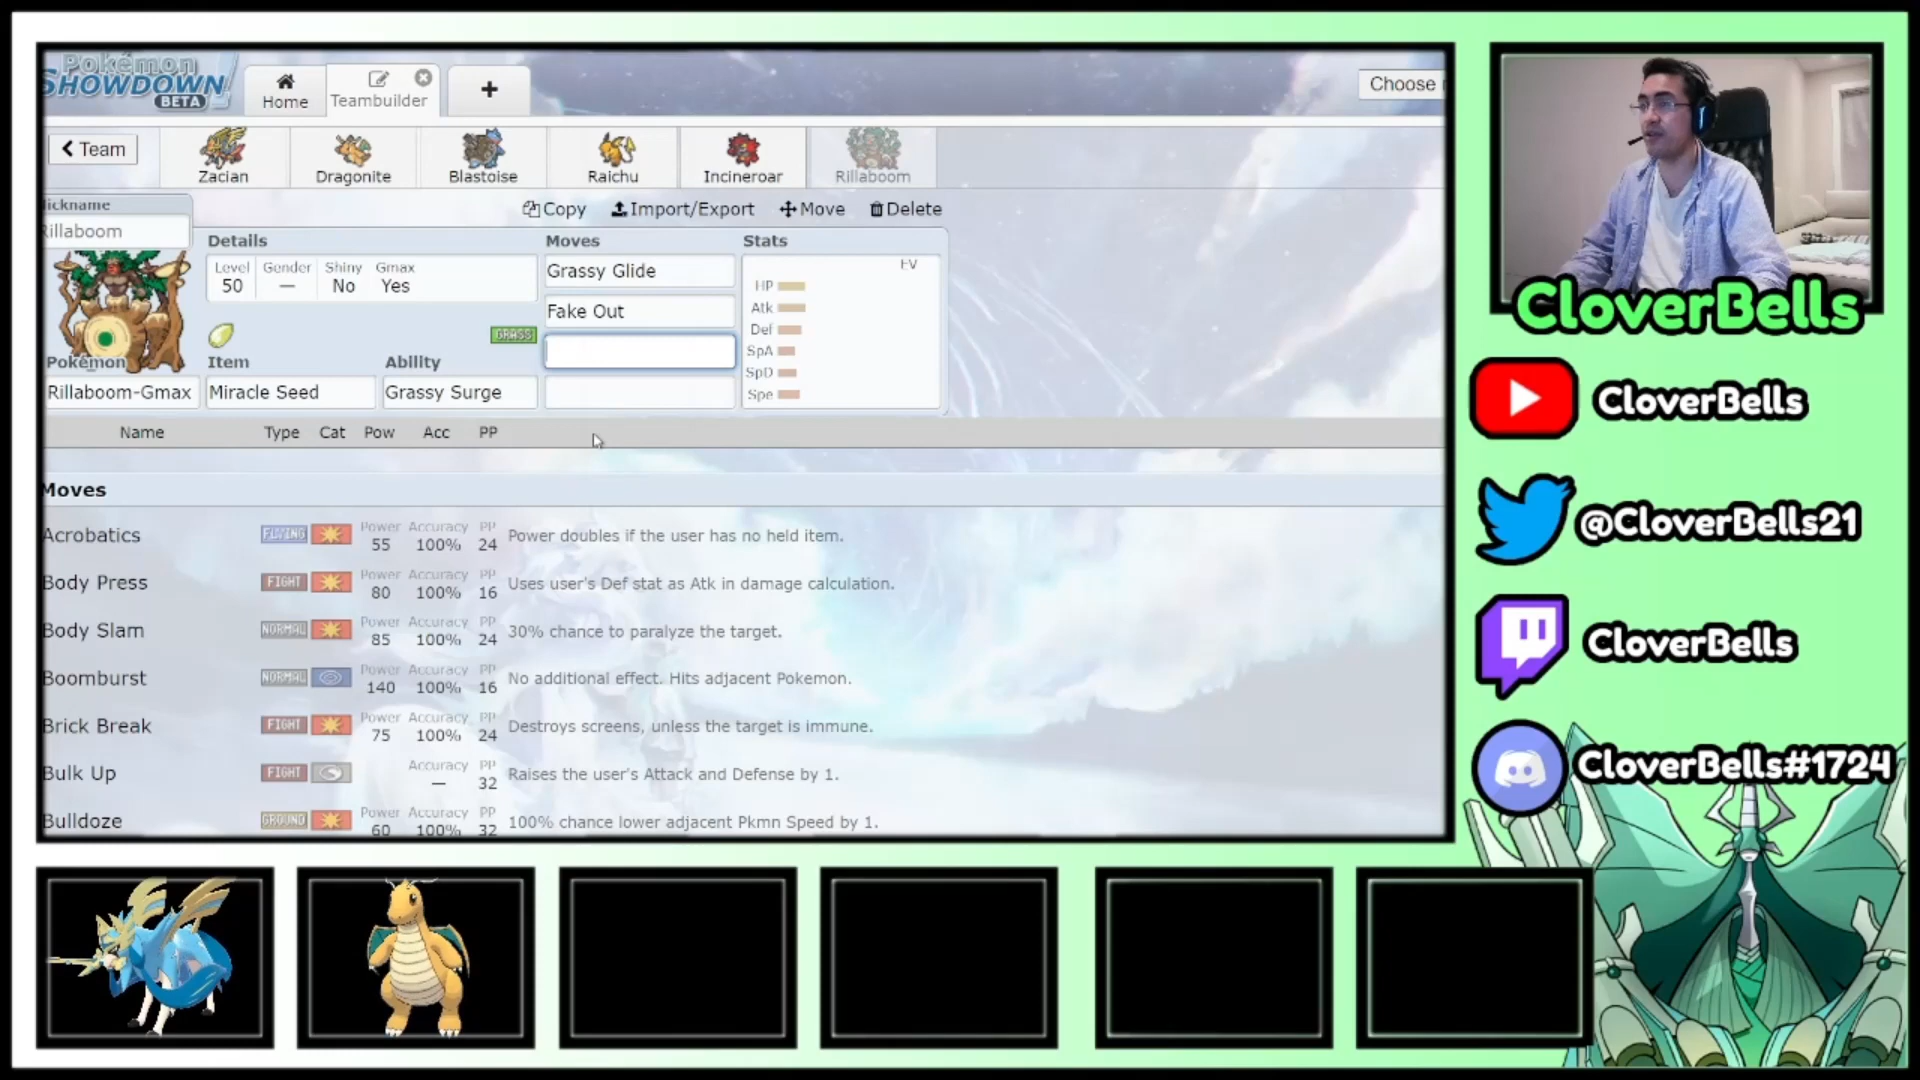 Pokémon
SHOWDOWN!
BETA
Home
Teambuilder
+
Choose
Team
Zacian
Dragonite
Blastoise
Raichu
Incineroar
Rillaboom
ickname
illaboom
Copy
Import/Export
Move
Delete
Details
Moves
Stats
Level
50
Gender
—
Shiny
No
Gmax
Yes
Grassy Glide
Fake Out
EV
HP
Atk
Def
SpA
SpD
Spe
GRASS
Pokémon
Item
Ability
Rillaboom-Gmax
Miracle Seed
Grassy Surge
Name Type Cat Pow Acc PP
Moves
Acrobatics FLYING Power 55 Accuracy 100% PP 24 Power doubles if the user has no held item.
Body Press FIGHT Power 80 Accuracy 100% PP 16 Uses user's Def stat as Atk in damage calculation.
Body Slam NORMAL Power 85 Accuracy 100% PP 24 30% chance to paralyze the target.
Boomburst NORMAL Power 140 Accuracy 100% PP 16 No additional effect. Hits adjacent Pokemon.
Brick Break FIGHT Power 75 Accuracy 100% PP 24 Destroys screens, unless the target is immune.
Bulk Up FIGHT Accuracy — PP 32 Raises the user's Attack and Defense by 1.
Bulldoze GROUND Power 60 Accuracy 100% PP 32 100% chance lower adjacent Pkmn Speed by 1.
CloverBells
CloverBells
@CloverBells21
CloverBells
CloverBells#1724